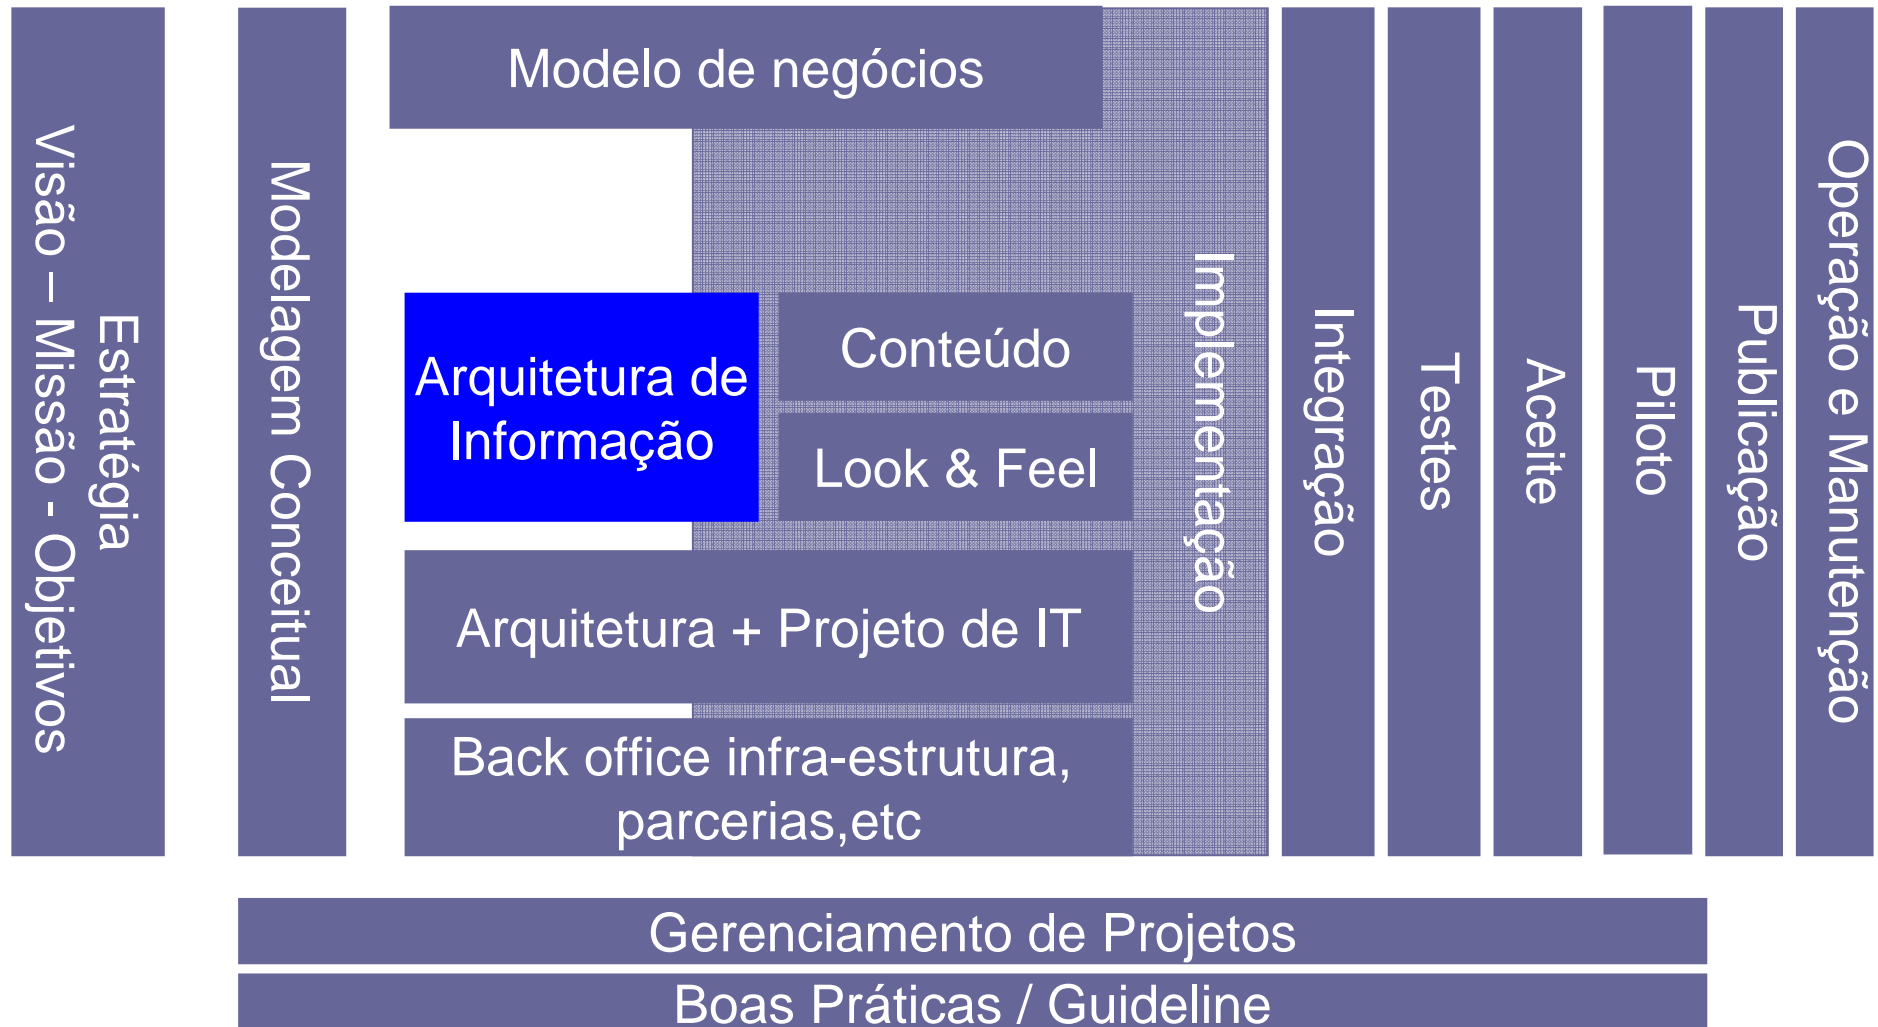 Estratégia
Visão – Missão - Objetivos
Modelagem Conceitual
Modelo de negócios
Arquitetura de
Informação
Conteúdo
Look & Feel
Arquitetura + Projeto de IT
Back office infra-estrutura,
parcerias,etc
Implementação
Integração
Testes
Aceite
Piloto
Publicação
Operação e Manutenção
Gerenciamento de Projetos
Boas Práticas / Guideline